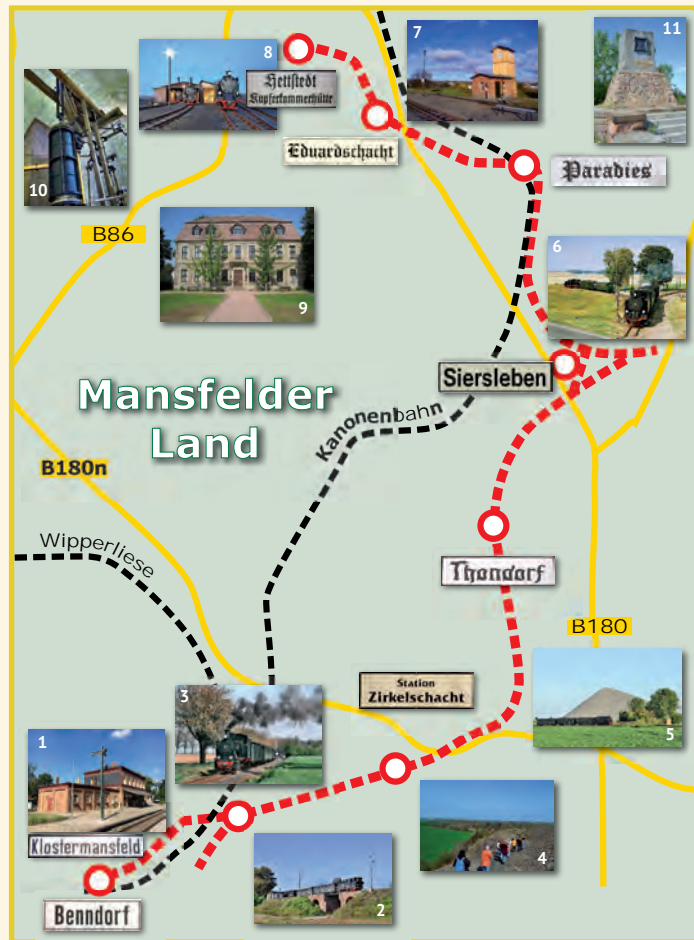 8
Hettstedt
Kupferkammerhütte
7
11
Eduardschacht
Paradies
10
B86
9
6
Siersleben
Mansfelder
Land
Kanonenbahn
B180n
Wipperliese
Thondorf
B180
Station
Zirkelschacht
3
5
1
Klostermansfeld
4
2
Benndorf